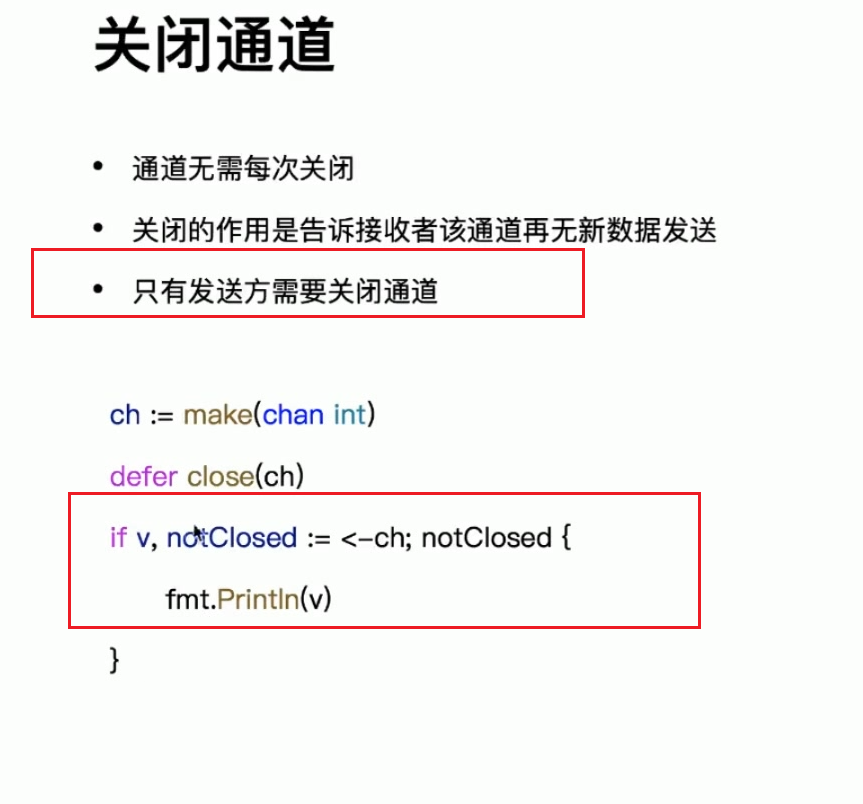 关闭通道
• 通道无需每次关闭
• 关闭的作用是告诉接收者该通道再无新数据发送
• 只有发送方需要关闭通道
ch := make(chan int)
defer close(ch)
if v, notClosed := <-ch; notClosed {
fmt.Println(v)
}